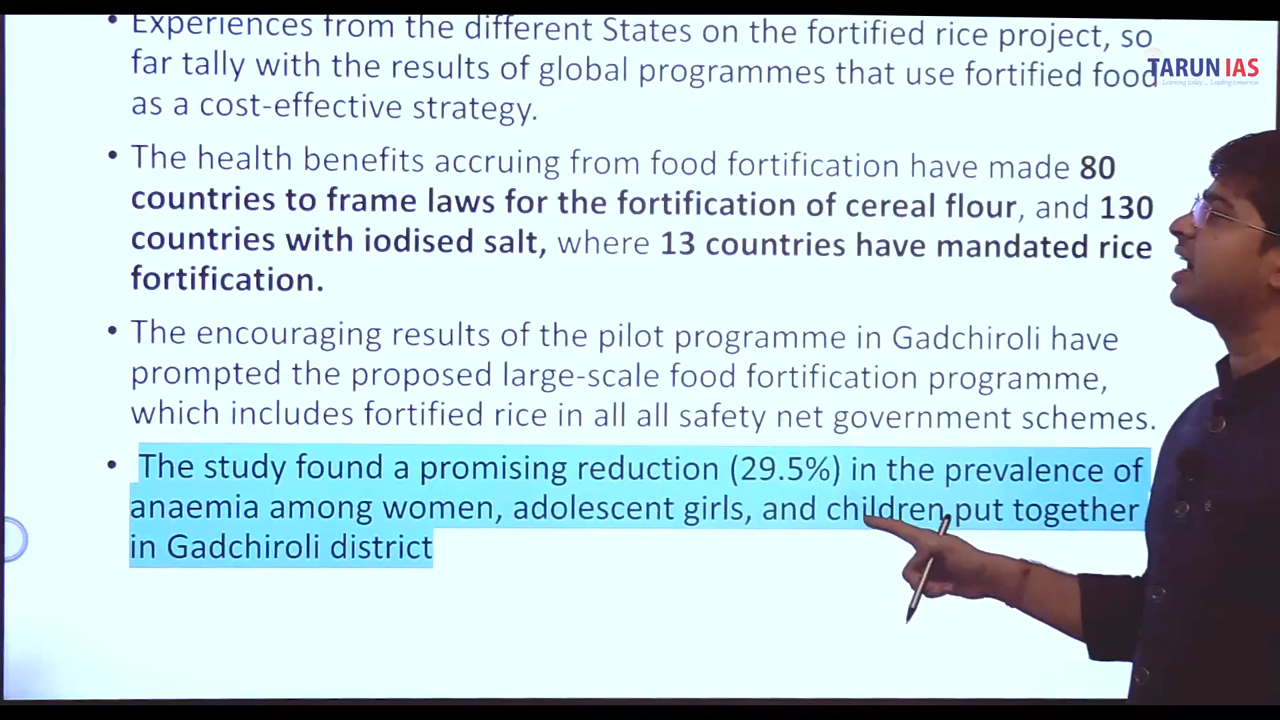 Experiences from the different States on the fortified rice project, so
far tally with the results of global programmes that use fortified food
as a cost-effective strategy.
• The health benefits accruing from food fortification have made 80
countries to frame laws for the fortification of cereal flour, and 130
countries with iodised salt, where 13 countries have mandated rice
fortification.
• The encouraging results of the pilot programme in Gadchiroli have
prompted the proposed large-scale food fortification programme,
which includes fortified rice in all all safety net government schemes.
• The study found a promising reduction (29.5%) in the prevalence of
anaemia among women, adolescent girls, and children put together
in Gadchiroli district
TARUN IAS
Learning today... Leading tomorrow